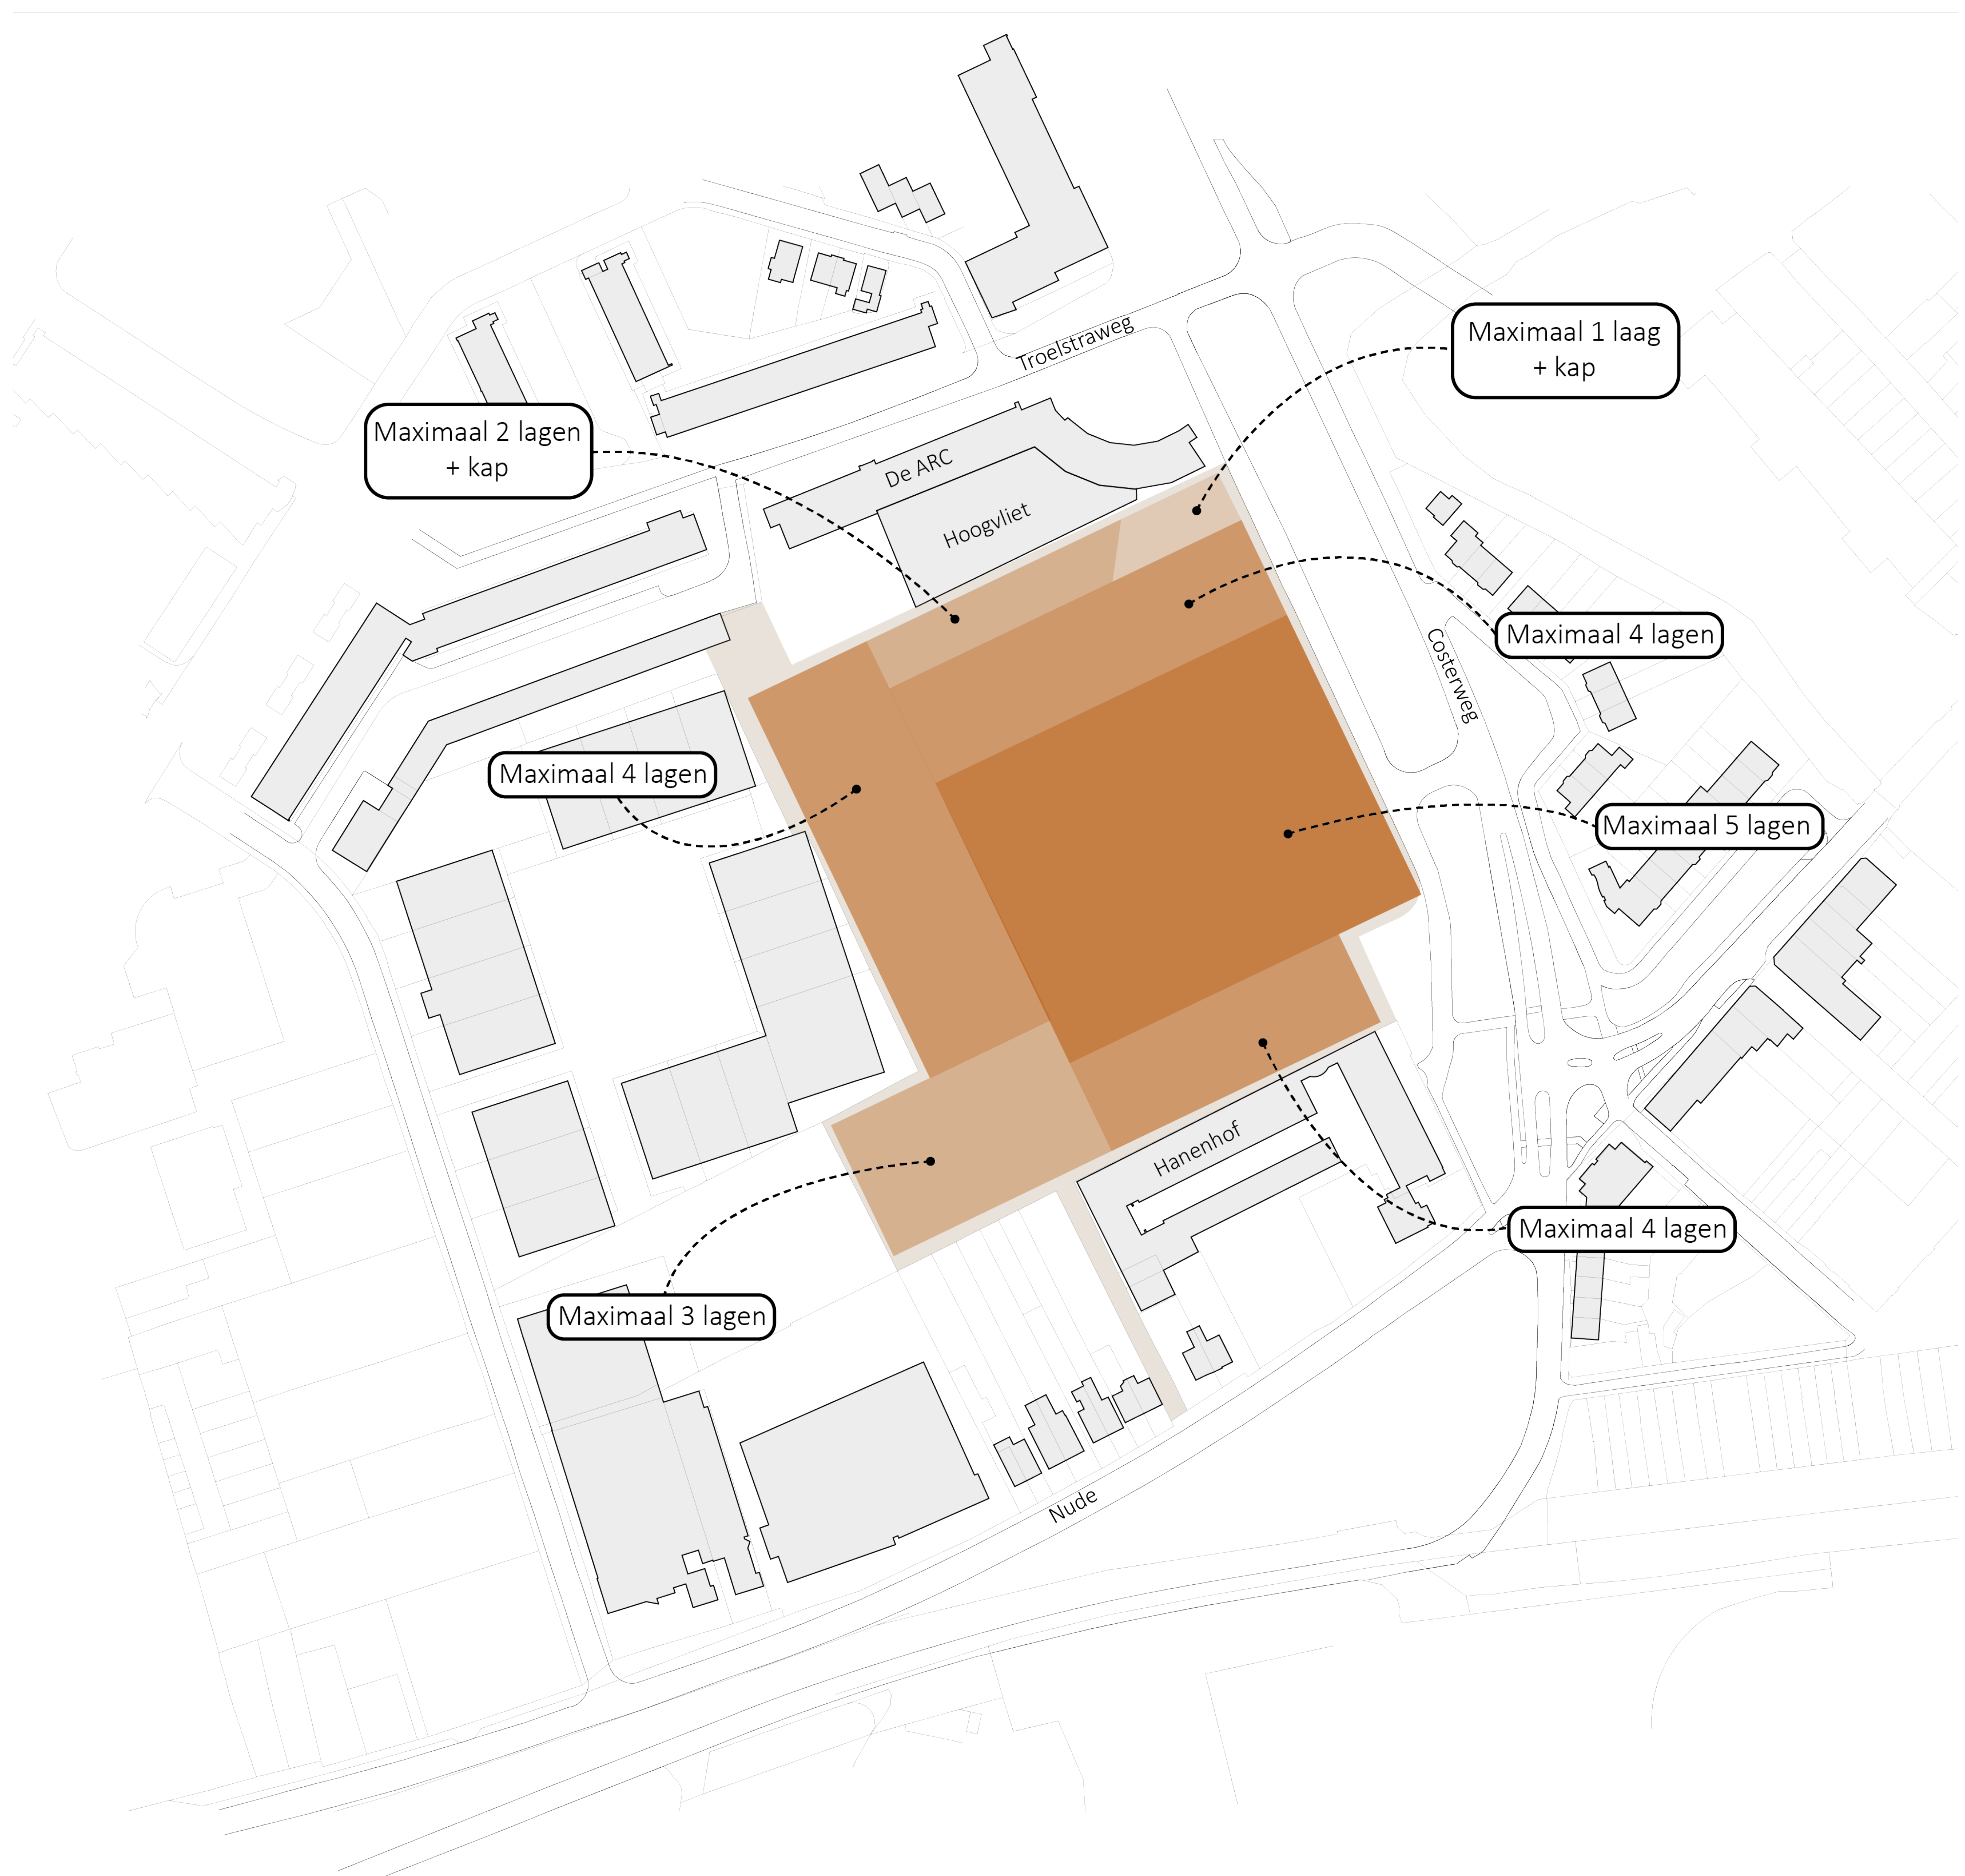 Troelstraweg
Maximaal 1 laag
+ kap
Maximaal 2 lagen
+ kap
De ARC
Hoogvliet
Maximaal 4 lagen
Costerweg
Maximaal 4 lagen
Maximaal 5 lagen
Hanenhof
Maximaal 4 lagen
Maximaal 3 lagen
Nude